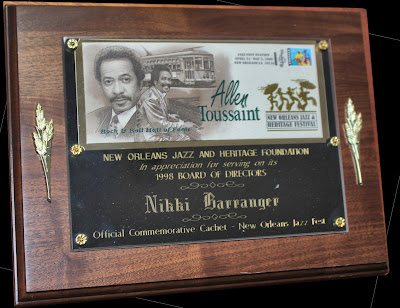 Allen
Toussaint
Rock & Roll Hall of Fame
NEW ORLEANS JAZZ &
HERITAGE FESTIVAL
NEW ORLEANS JAZZ AND HERITAGE FOUNDATION
In appreciation for serving on its
1998 BOARD OF DIRECTORS
Nikki Barranger
Official Commemorative Cachet - New Orleans Jazz Fest